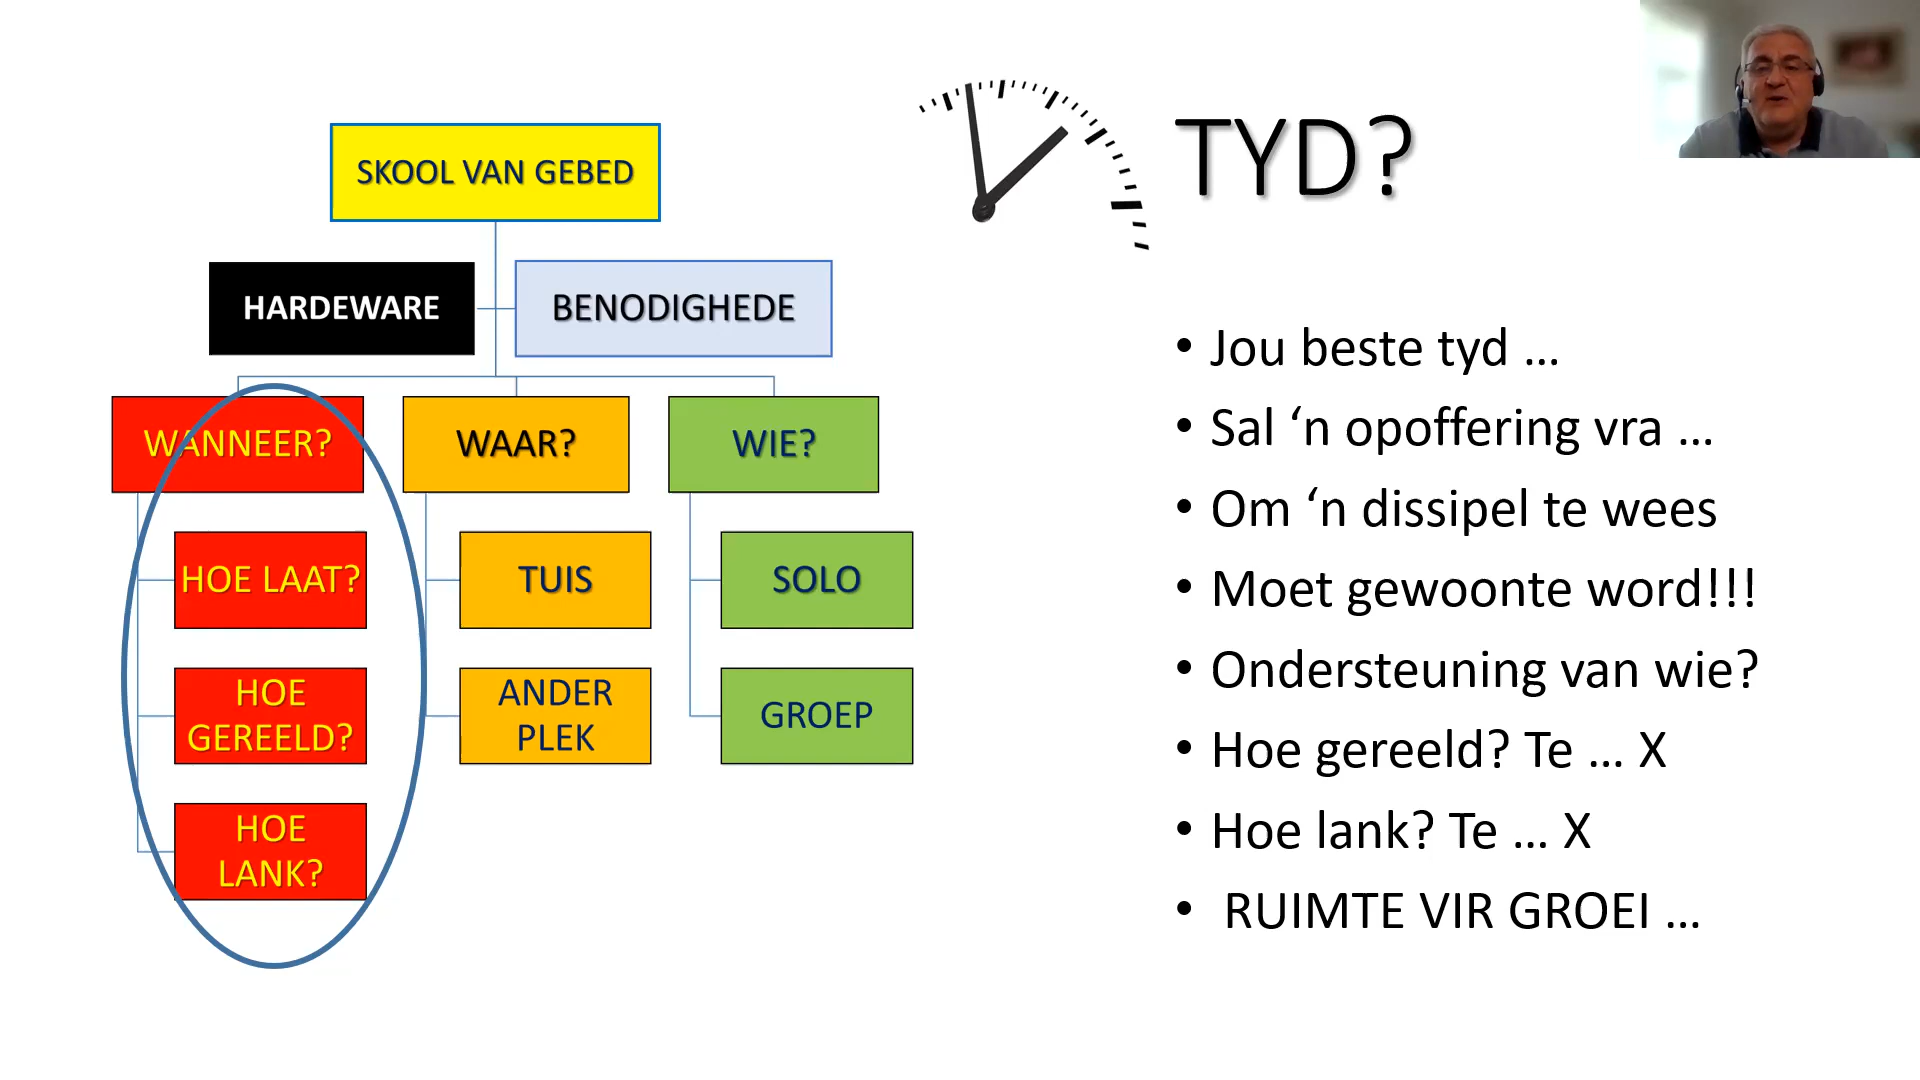 SKOOL VAN GEBED
HARDEWARE
BENODIGHEDE
WANNEER?
HOE LAAT?
HOE
GEREELD?
HOE
LANK?
WAAR?
TUIS
ANDER
PLEK
WIE?
SOLO
GROEP
TYD?
• Jou beste tyd …
• Sal ‘n opoffering vra …
• Om ‘n dissipel te wees
• Moet gewoonte word!!!
• Ondersteuning van wie?
• Hoe gereeld? Te … X
• Hoe lank? Te … X
• RUIMTE VIR GROEI …